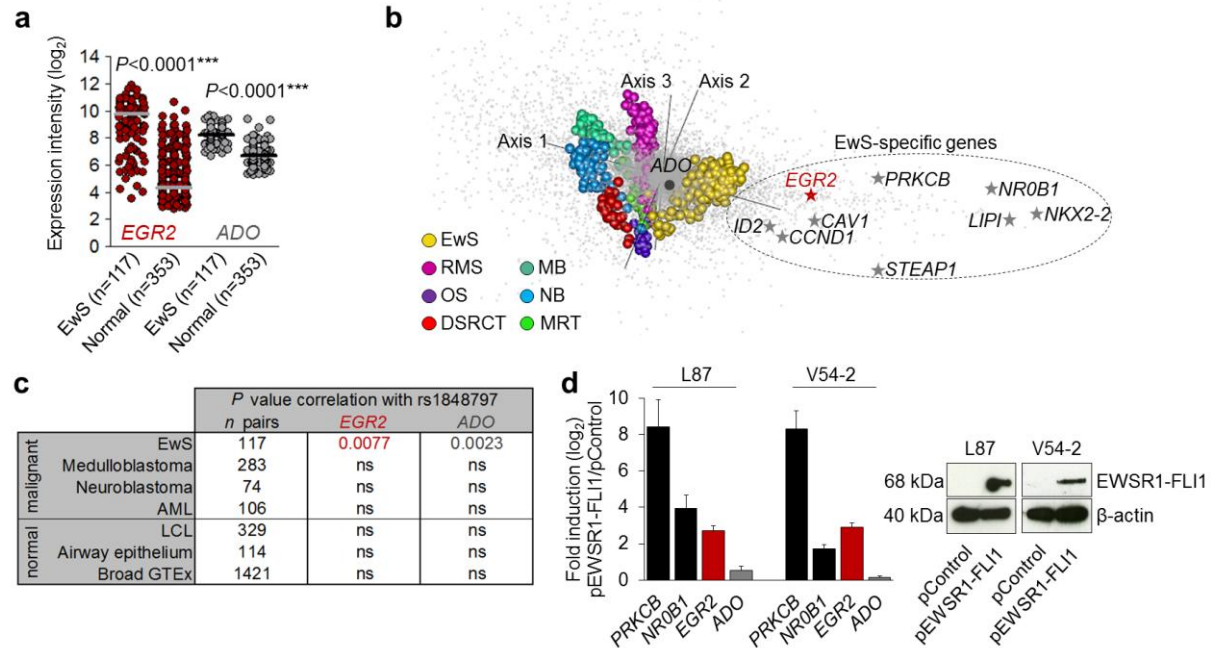 a
Expression intensity (log2)
14
12
10
8
6
4
2
0
P<0.0001***
P<0.0001***
EGR2
ADO
EwS (n=117)
Normal (n=353)
EwS (n=117)
Normal (n=353)
b
Axis 3
Axis 2
Axis 1
ADO
EwS-specific genes
EGR2
PRKCB
NR0B1
ID2
CAV1
CCND1
LIPI
NKX2-2
STEAP1
EwS
RMS
MB
OS
NB
DSRCT
MRT
c
P value correlation with rs1848797
n pairs EGR2 ADO
malignant
EwS 117 0.0077 0.0023
Medulloblastoma 283 ns ns
Neuroblastoma 74 ns ns
AML 106 ns ns
normal
LCL 329 ns ns
Airway epithelium 114 ns ns
Broad GTEx 1421 ns ns
d
L87
V54-2
Fold induction (log2)
pEWSR1-FLI1/pControl
10
8
6
4
2
0
PRKCB
NR0B1
EGR2
ADO
PRKCB
NR0B1
EGR2
ADO
L87
V54-2
68 kDa
EWSR1-FLI1
40 kDa
β-actin
pControl
pEWSR1-FLI1
pControl
pEWSR1-FLI1